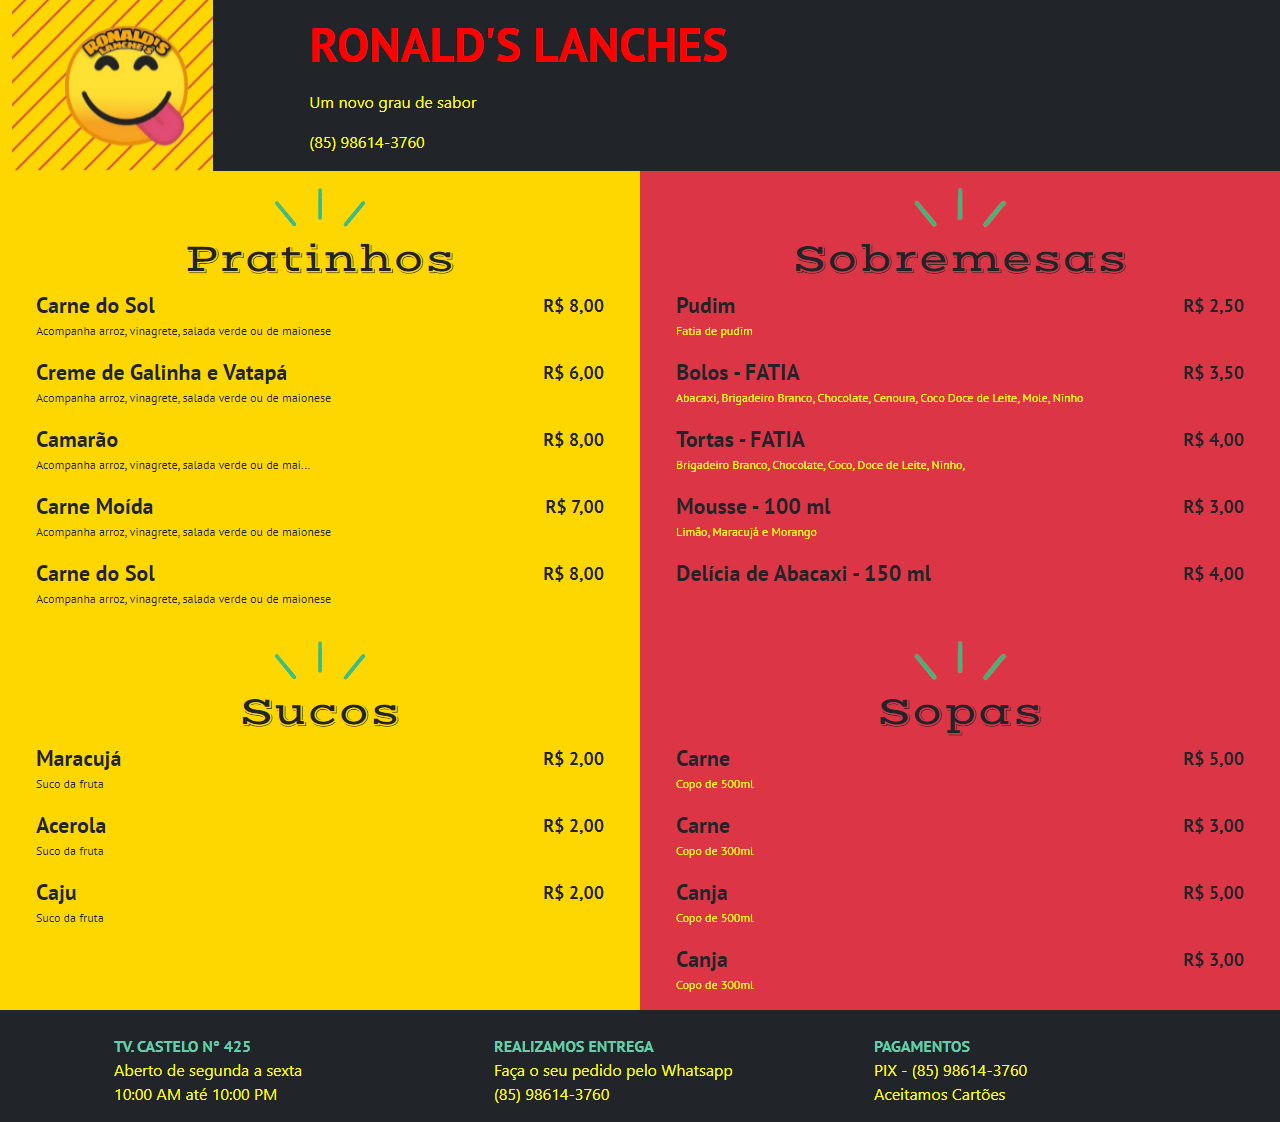 RONALD'S
LANCHE'S
RONALD'S LANCHES
Um novo grau de sabor
(85) 98614-3760
Pratinhos
Carne do Sol R$ 8,00
Acompanha arroz, vinagrete, salada verde ou de maionese
Creme de Galinha e Vatapá R$ 6,00
Acompanha arroz, vinagrete, salada verde ou de maionese
Camarão R$ 8,00
Acompanha arroz, vinagrete, salada verde ou de mai...
Carne Moída R$ 7,00
Acompanha arroz, vinagrete, salada verde ou de maionese
Carne do Sol R$ 8,00
Acompanha arroz, vinagrete, salada verde ou de maionese
Sucos
Maracujá R$ 2,00
Suco da fruta
Acerola R$ 2,00
Suco da fruta
Caju R$ 2,00
Suco da fruta
Sobremesas
Pudim R$ 2,50
Fatia de pudim
Bolos - FATIA R$ 3,50
Abacaxi, Brigadeiro Branco, Chocolate, Cenoura, Coco Doce de Leite, Mole, Ninho
Tortas - FATIA R$ 4,00
Brigadeiro Branco, Chocolate, Coco, Doce de Leite, Ninho,
Mousse - 100 ml R$ 3,00
Limão, Maracujá e Morango
Delícia de Abacaxi - 150 ml R$ 4,00
Sopas
Carne R$ 5,00
Copo de 500ml
Carne R$ 3,00
Copo de 300ml
Canja R$ 5,00
Copo de 500ml
Canja R$ 3,00
Copo de 300ml
TV. CASTELO N° 425
Aberto de segunda a sexta
10:00 AM até 10:00 PM
REALIZAMOS ENTREGA
Faça o seu pedido pelo Whatsapp
(85) 98614-3760
PAGAMENTOS
PIX - (85) 98614-3760
Aceitamos Cartões